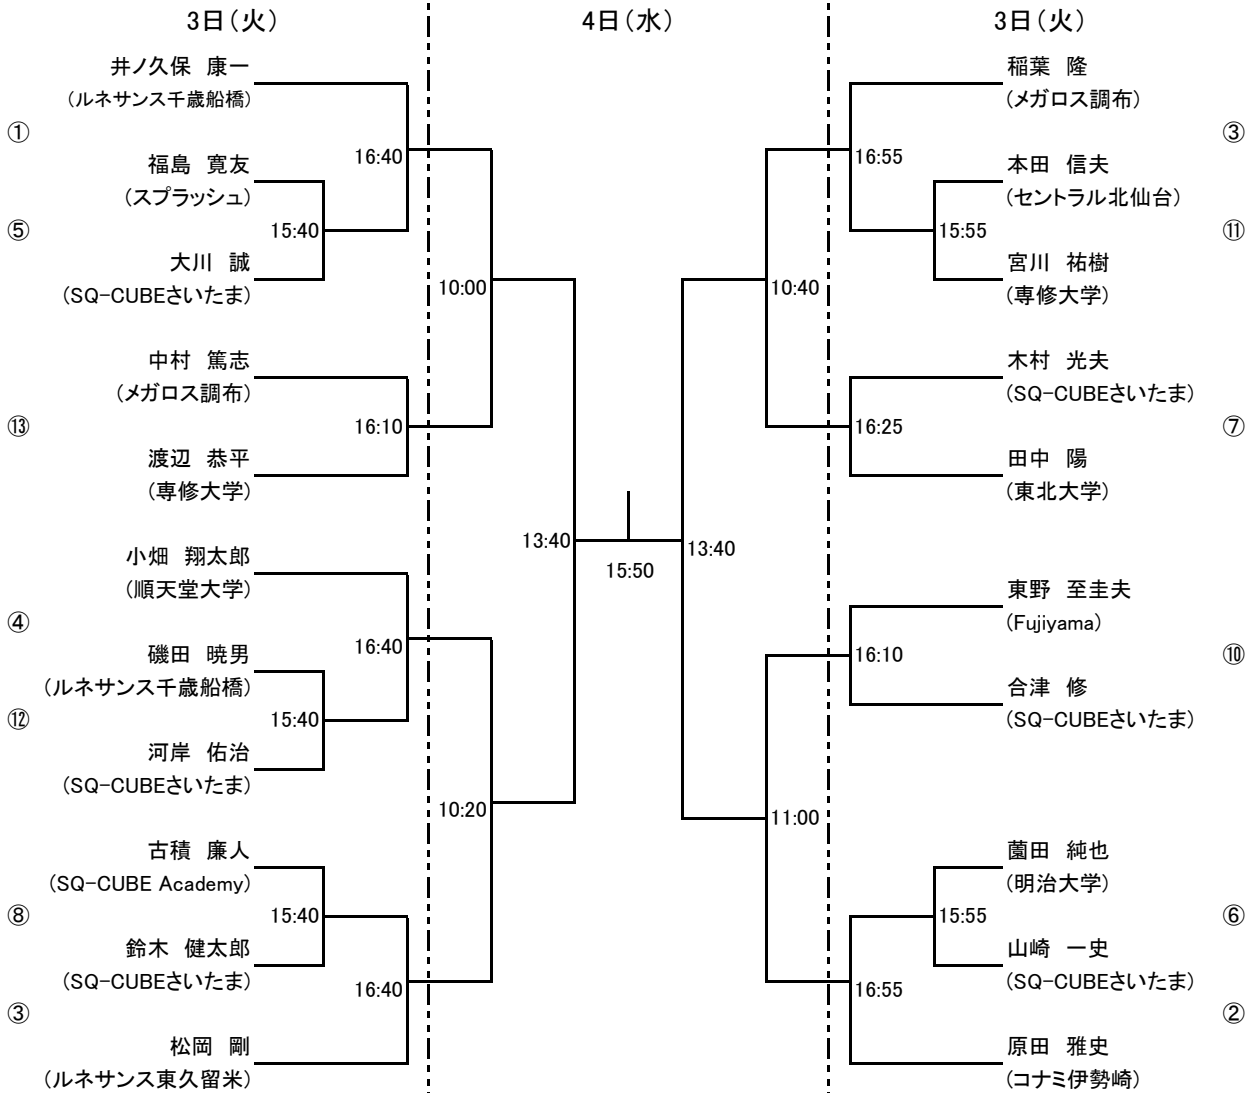 3日(火)
4日(水)
3日(火)
井ノ久保 康一
(ルネサンス千歳船橋)
①
16:40
福島 寛友
(スプラッシュ)
⑤
15:40
大川 誠
(SQ-CUBEさいたま)
10:00
中村 篤志
(メガロス調布)
⑬
16:10
渡辺 恭平
(専修大学)
13:40
小畑 翔太郎
(順天堂大学)
④
16:40
磯田 暁男
(ルネサンス千歳船橋)
⑫
15:40
河岸 佑治
(SQ-CUBEさいたま)
10:20
古積 廉人
(SQ-CUBE Academy)
⑧
15:40
鈴木 健太郎
(SQ-CUBEさいたま)
16:40
③
松岡 剛
(ルネサンス東久留米)
15:50
稲葉 隆
(メガロス調布)
③
16:55
本田 信夫
(セントラル北仙台)
15:55
⑪
宮川 祐樹
(専修大学)
10:40
木村 光夫
(SQ-CUBEさいたま)
16:25
⑦
田中 陽
(東北大学)
13:40
東野 至圭夫
(Fujiyama)
16:10
⑩
合津 修
(SQ-CUBEさいたま)
11:00
薗田 純也
(明治大学)
15:55
⑥
山崎 一史
(SQ-CUBEさいたま)
16:55
②
原田 雅史
(コナミ伊勢崎)